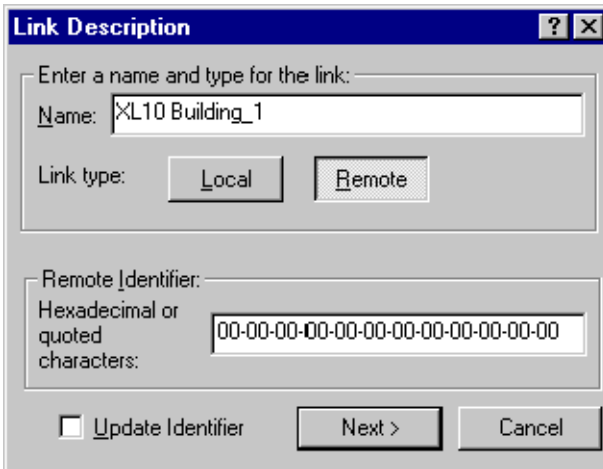 Link Description
Enter a name and type for the link:
Name: XL10 Building_1
Link type: Local Remote
Remote Identifier:
Hexadecimal or
quoted
characters:
00-00-00-00-00-00-00-00-00-00-00-00
Update Identifier Next > Cancel